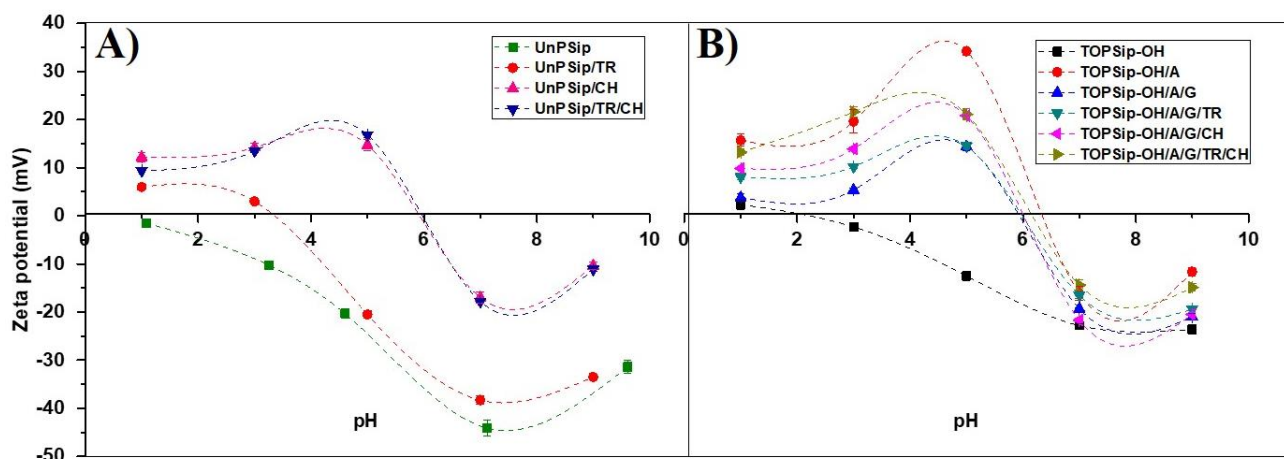 A)
UnPSip
UnPSip/TR
UnPSip/CH
UnPSip/TR/CH
Zeta potential (mV)
40
30
20
10
0
-10
-20
-30
-40
-50
0
2
4
6
8
10
pH
B)
TOPSip-OH
TOPSip-OH/A
TOPSip-OH/A/G
TOPSip-OH/A/G/TR
TOPSip-OH/A/G/CH
TOPSip-OH/A/G/TR/CH
0
2
4
6
8
10
pH